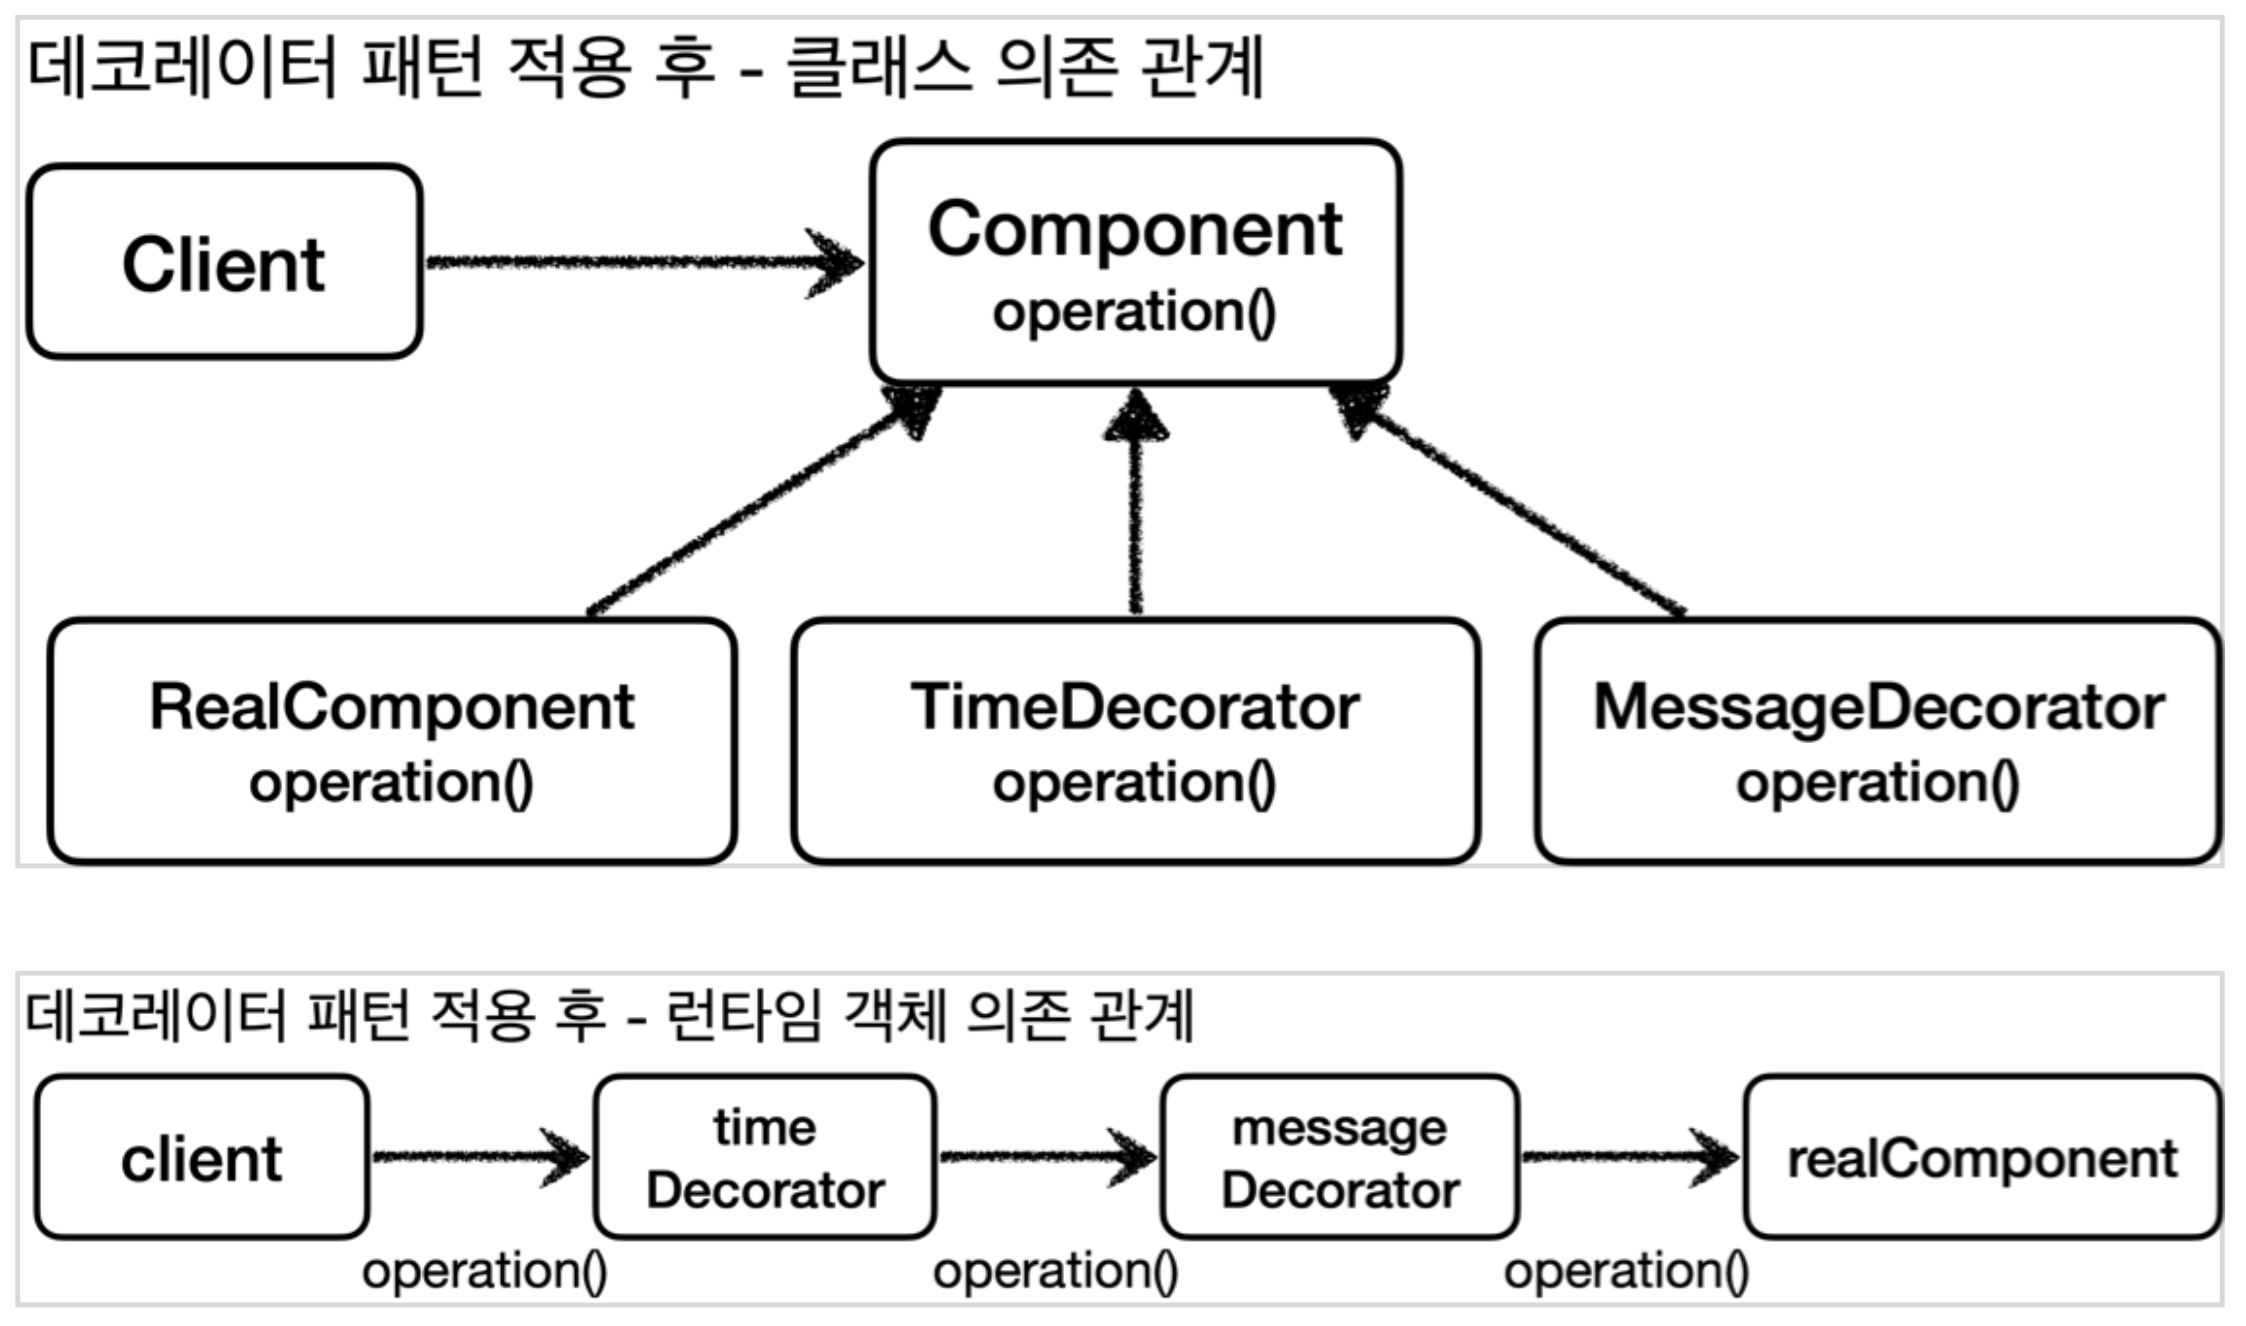 데코레이터 패턴 적용 후 - 클래스 의존 관계
Client
Component
operation()
RealComponent
operation()
TimeDecorator
operation()
MessageDecorator
operation()
데코레이터 패턴 적용 후 - 런타임 객체 의존 관계
client
time
Decorator
message
Decorator
realComponent
operation()
operation()
operation()